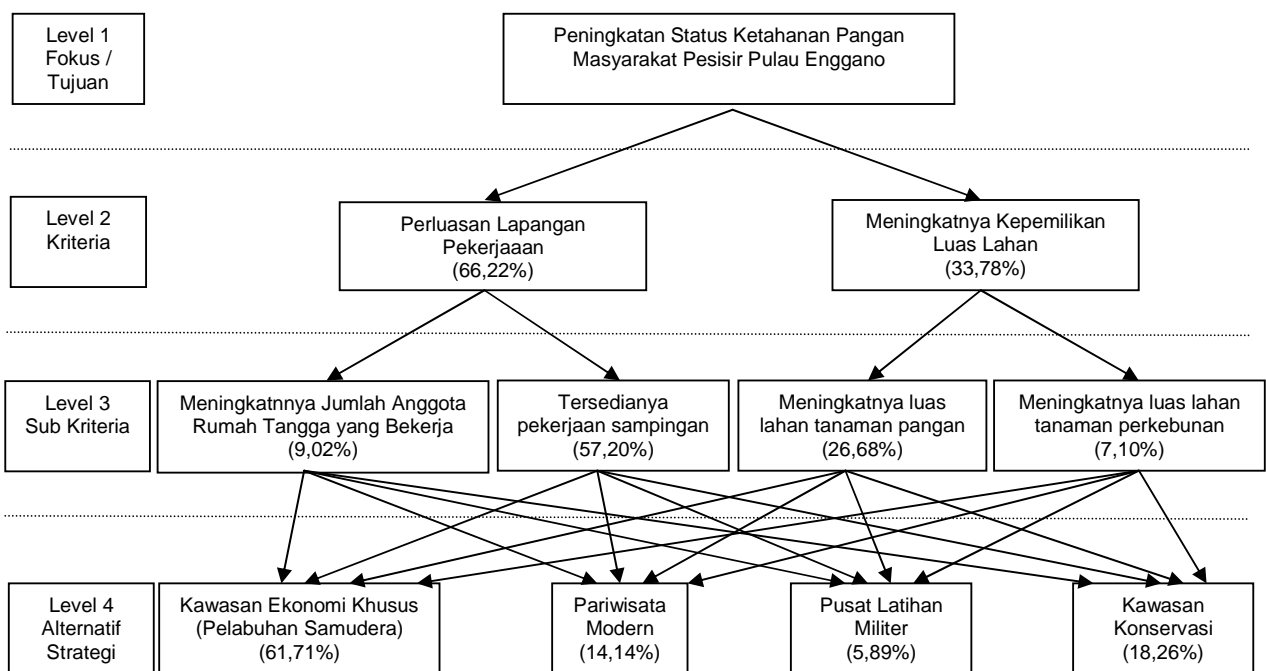 Level 1
Fokus /
Tujuan
Peningkatan Status Ketahanan Pangan
Masyarakat Pesisir Pulau Enggano
Level 2
Kriteria
Perluasan Lapangan
Pekerjaaan
(66,22%)
Meningkatnya Kepemilikan
Luas Lahan
(33,78%)
Level 3
Sub Kriteria
Meningkatnnya Jumlah Anggota
Rumah Tangga yang Bekerja
(9,02%)
Tersedianya
pekerjaan sampingan
(57,20%)
Meningkatnya luas
lahan tanaman pangan
(26,68%)
Meningkatnya luas lahan
tanaman perkebunan
(7,10%)
Level 4
Alternatif
Strategi
Kawasan Ekonomi Khusus
(Pelabuhan Samudera)
(61,71%)
Pariwisata
Modern
(14,14%)
Pusat Latihan
Militer
(5,89%)
Kawasan
Konservasi
(18,26%)